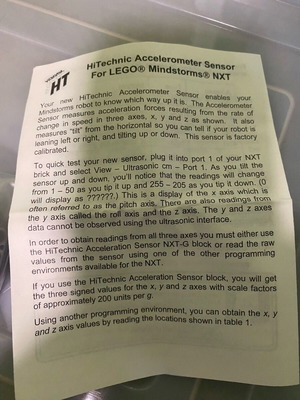 HITECHNIC
HT
HiTechnic Accelerometer Sensor
For LEGO® Mindstorms® NXT
Your new HiTechnic Accelerometer Sensor enables your
Mindstorms robot to know which way up it is. The Accelerometer
Sensor measures acceleration forces resulting from the rate of
change in speed in three axes, x, y and z as shown. It also
measures "tilt" from the horizontal so you can tell if your robot is
leaning left or right, and tilting up or down. This sensor is factory
calibrated.
To quick test your new sensor, plug it into port 1 of your NXT
brick and select View – Ultrasonic cm – Port 1. As you tilt the
sensor up and down, you'll notice that the readings will change
from 1 – 50 as you tip it up and 255 – 205 as you tip it down. (0
will display as ??????.) This is a display of the x axis which is
often referred to as the pitch axis. There are also readings from
the y axis called the roll axis and the z axis. The y and z axes
data cannot be observed using the ultrasonic interface.
In order to obtain readings from all three axes you must either use
the HiTechnic Acceleration Sensor NXT-G block or read the raw
values from the sensor using one of the other programming
environments available for the NXT.
If you use the HiTechnic Acceleration Sensor block, you will get
the three signed values for the x, y and z axes with scale factors
of approximately 200 units per g.
Using another programming environment, you can obtain the x, y
and z axis values by reading the locations shown in table 1.